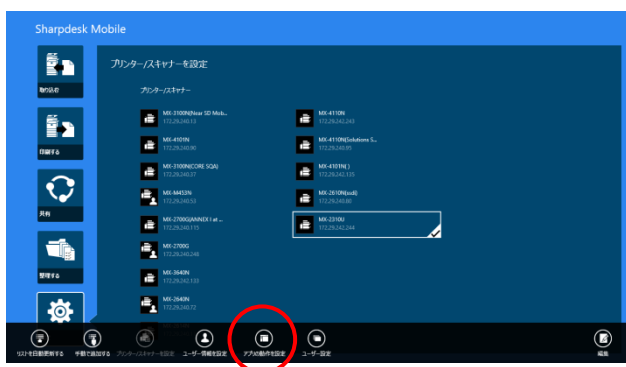 Sharpdesk Mobile
プリンター/スキャナーを設定
プリンター/スキャナー
取り込む
印刷する
共有
整理する
MX-3100N(Near SD Mob...
172.29.240.13
MX-4101N
172.29.240.90
MX-3100N(CORE SQA)
172.29.240.37
MX-M453N
172.29.240.53
MX-2700G(ANNEX I at ...
172.29.240.115
MX-2700G
172.29.240.248
MX-3640N
172.29.242.133
MX-2640N
172.29.240.72
MX-4110N
172.29.242.243
MX-4110N(Solutions S...
172.29.240.95
MX-4101N( )
172.29.242.135
MX-2610N(sodi)
172.29.240.80
MX-2310U
172.29.242.244
リストを自動更新する
手動で追加する
プリンター/スキャナーを設定
ユーザー情報を設定
アプリの動作を設定
ユーザー設定
編集